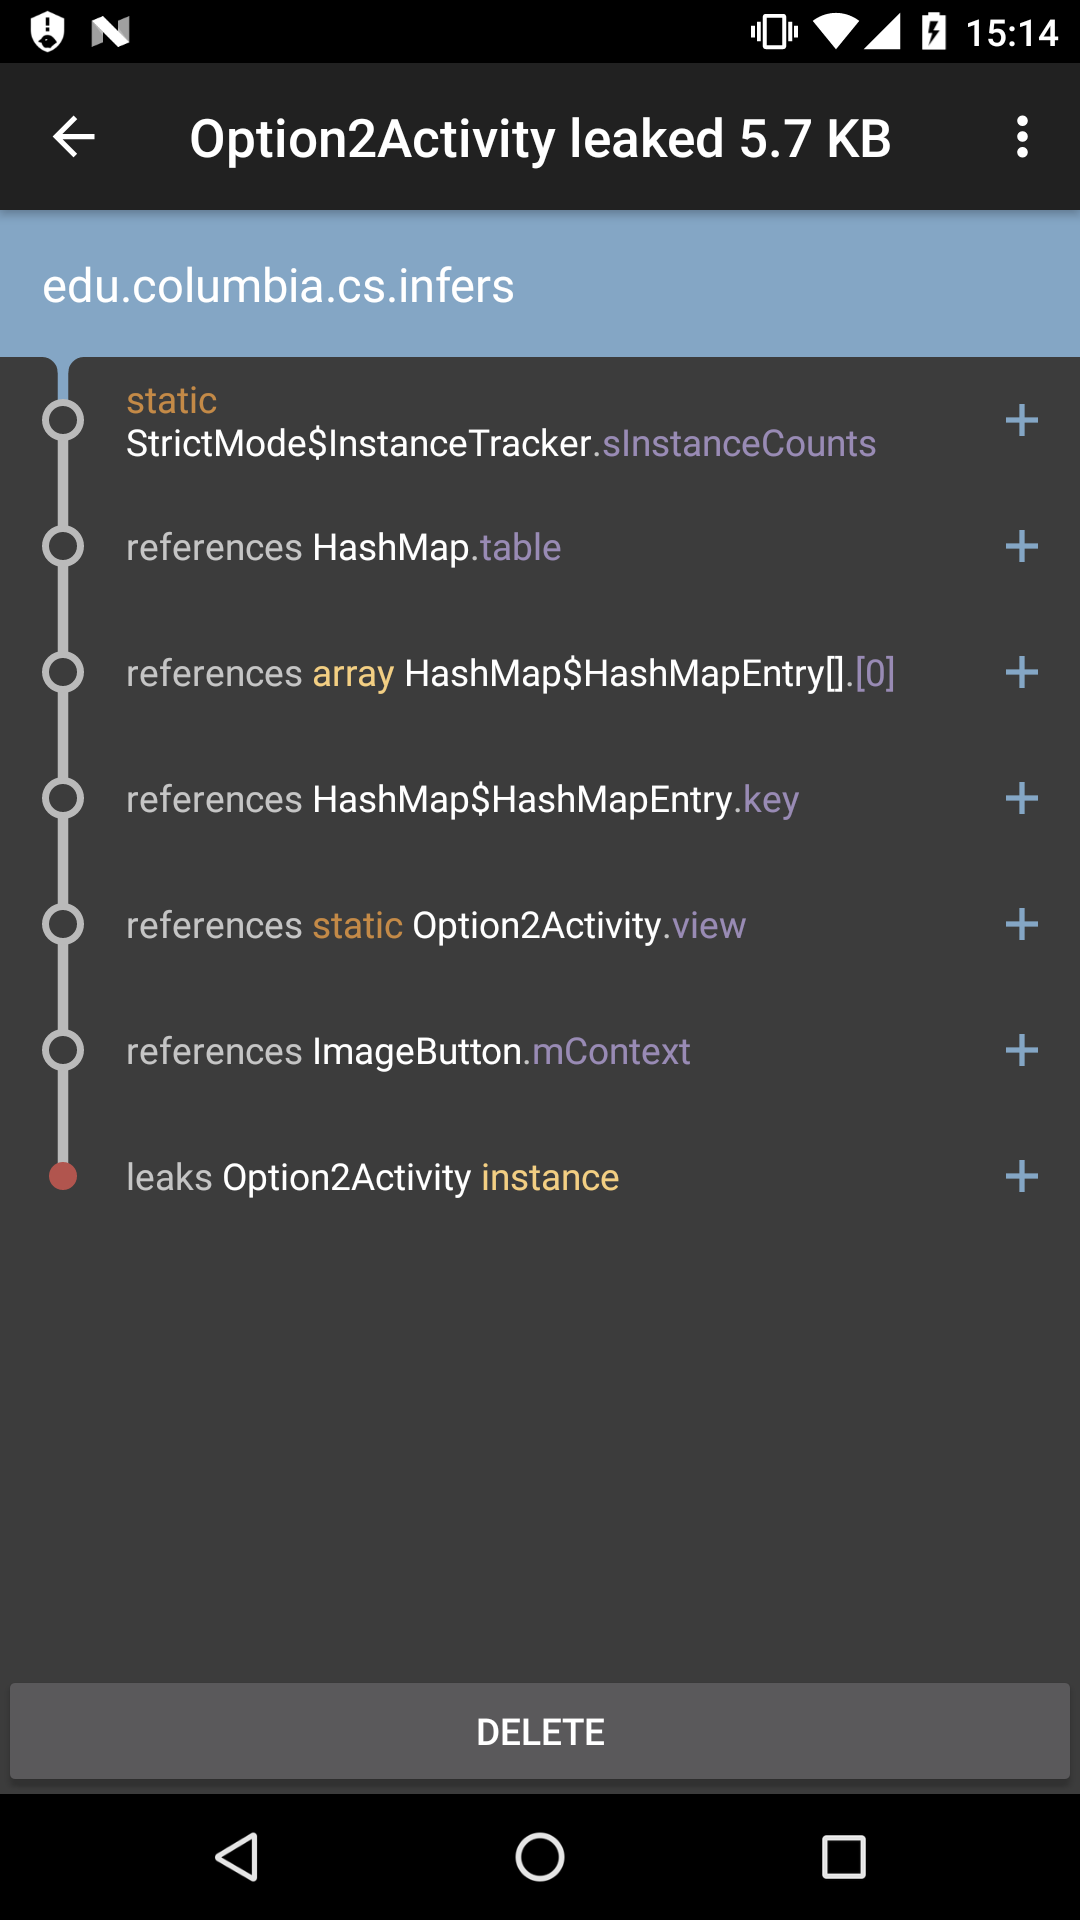 15:14
Option2Activity leaked 5.7 KB
edu.columbia.cs.infers
static
StrictMode$InstanceTracker.sInstanceCounts
references HashMap.table
references array HashMap$HashMapEntry[].[0]
references HashMap$HashMapEntry.key
references static Option2Activity.view
references ImageButton.mContext
leaks Option2Activity instance
DELETE